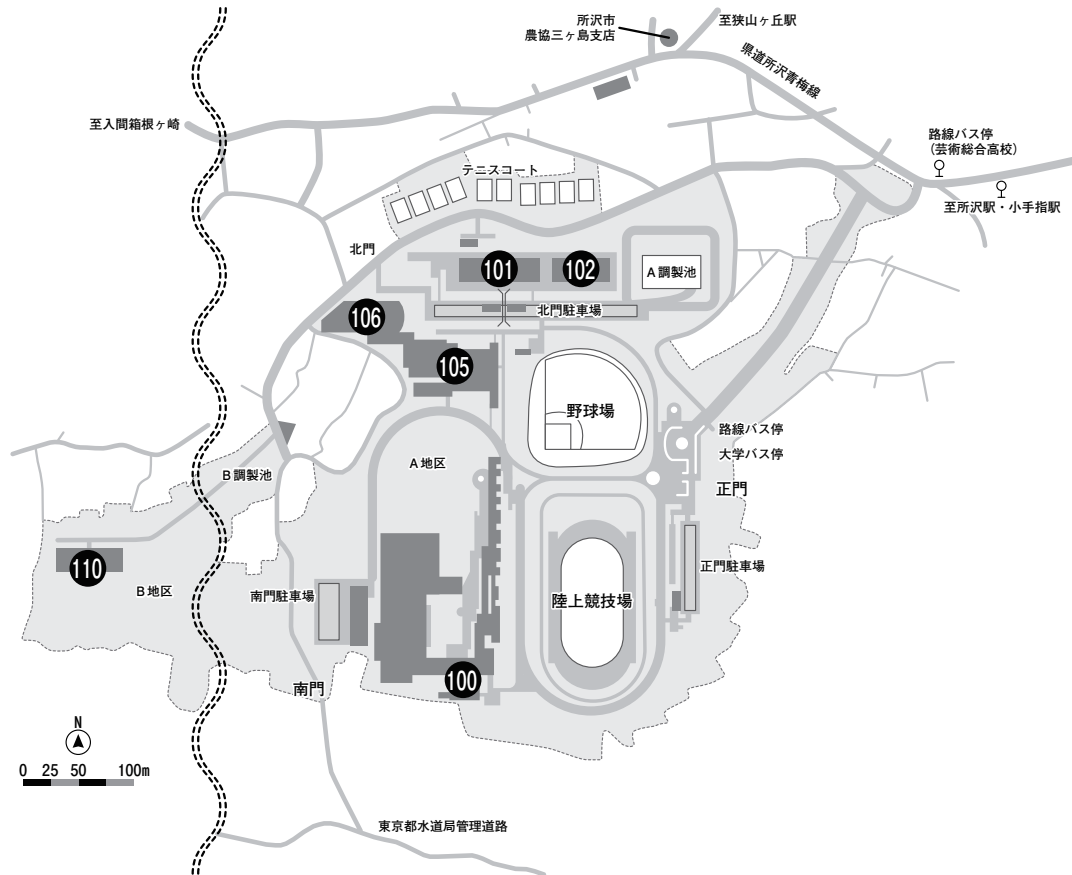 所沢市
農協三ヶ島支店
至狭山ヶ丘駅
県道所沢青梅線
至入間箱根ヶ崎
路線バス停
(芸術総合高校)
テニスコート
至所沢駅・小手指駅
北門
101
102
A調製池
106
北門駐車場
105
野球場
路線バス停
A地区
大学バス停
B調製池
正門
110
正門駐車場
B地区
南門駐車場
陸上競技場
100
南門
N
0 25 50 100m
東京都水道局管理道路